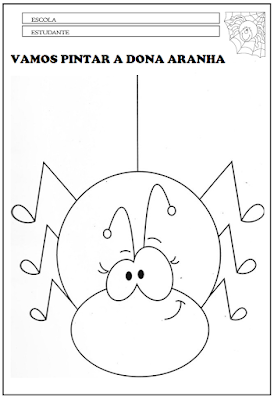 ESCOLA
ESTUDANTE
VAMOS PINTAR A DONA ARANHA